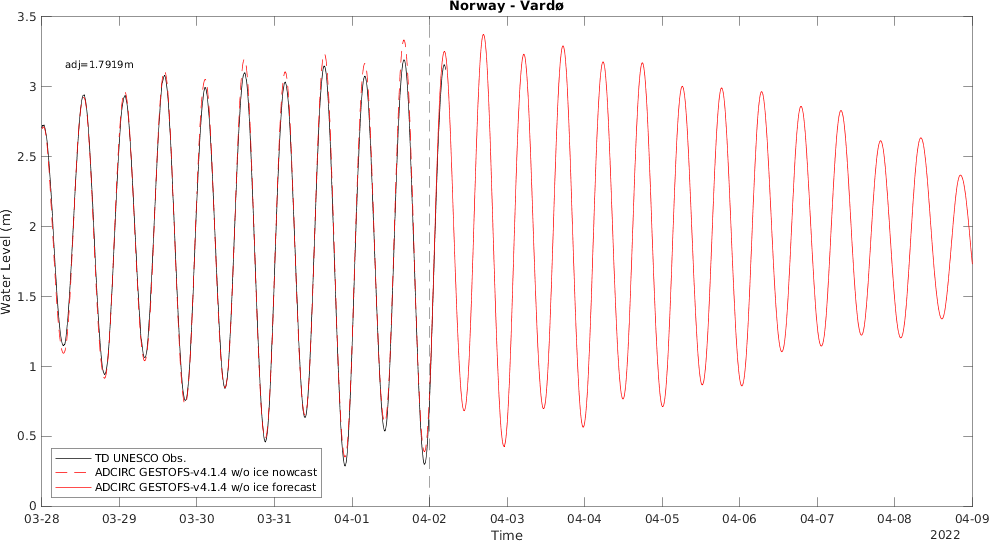 Norway - Vardø
3.5
adj=1.7919m
3
2.5
2
Water Level (m)
1.5
1
0.5
TD UNESCO Obs.
ADCIRC GESTOFS-v4.1.4 w/o ice nowcast
ADCIRC GESTOFS-v4.1.4 w/o ice forecast
0
03-28 03-29 03-30 03-31 04-01 04-02 04-03 04-04 04-05 04-06 04-07 04-08 04-09
Time
2022